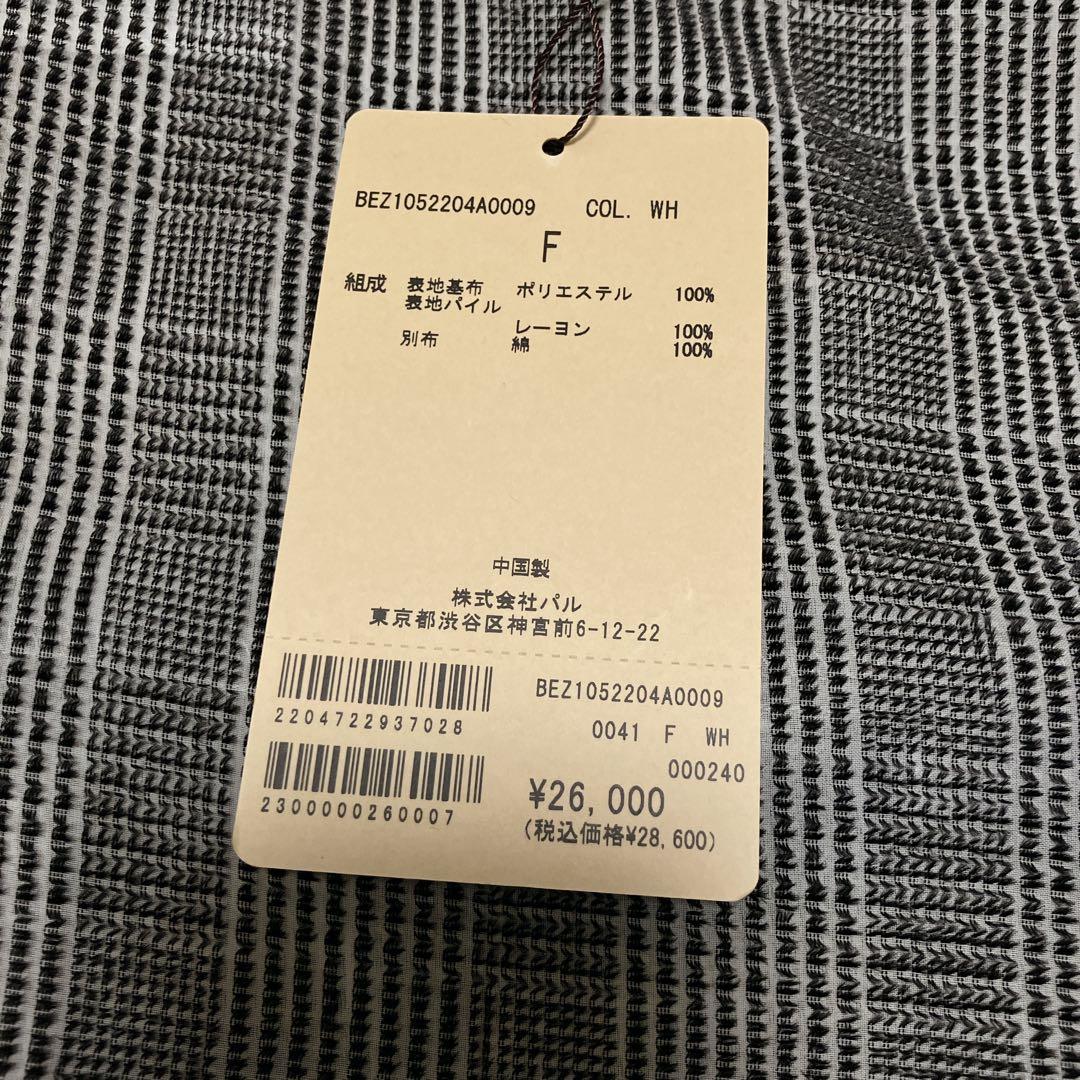 BEZ1052204A0009 COL. WH
F
組成 表地基布 ポリエステル 100%
表地パイル
レーヨン 100%
別布 綿 100%
中国製
株式会社パル
東京都渋谷区神宮前6-12-22
2204722937028
BEZ1052204A0009
0041 F WH
000240
2300000260007
¥26,000
(税込価格¥28,600)